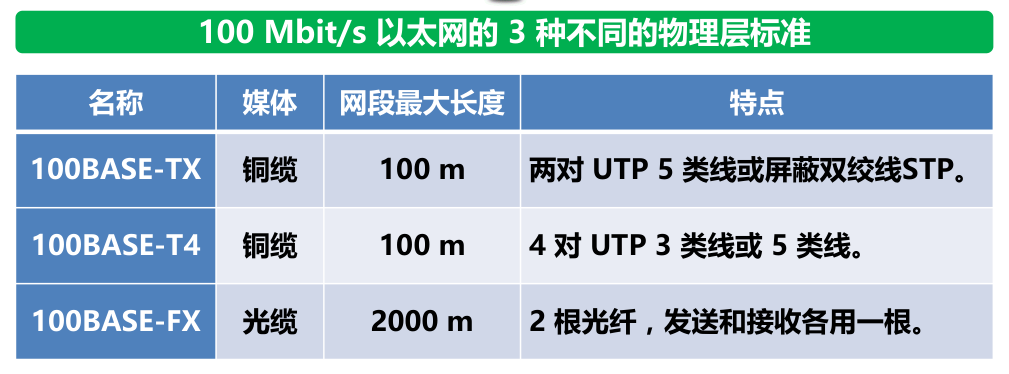 100 Mbit/s 以太网的 3 种不同的物理层标准
名称 媒体 网段最大长度 特点
100BASE-TX 铜缆 100 m 两对 UTP 5 类线或屏蔽双绞线STP。
100BASE-T4 铜缆 100 m 4 对 UTP 3 类线或 5 类线。
100BASE-FX 光缆 2000 m 2 根光纤，发送和接收各用一根。